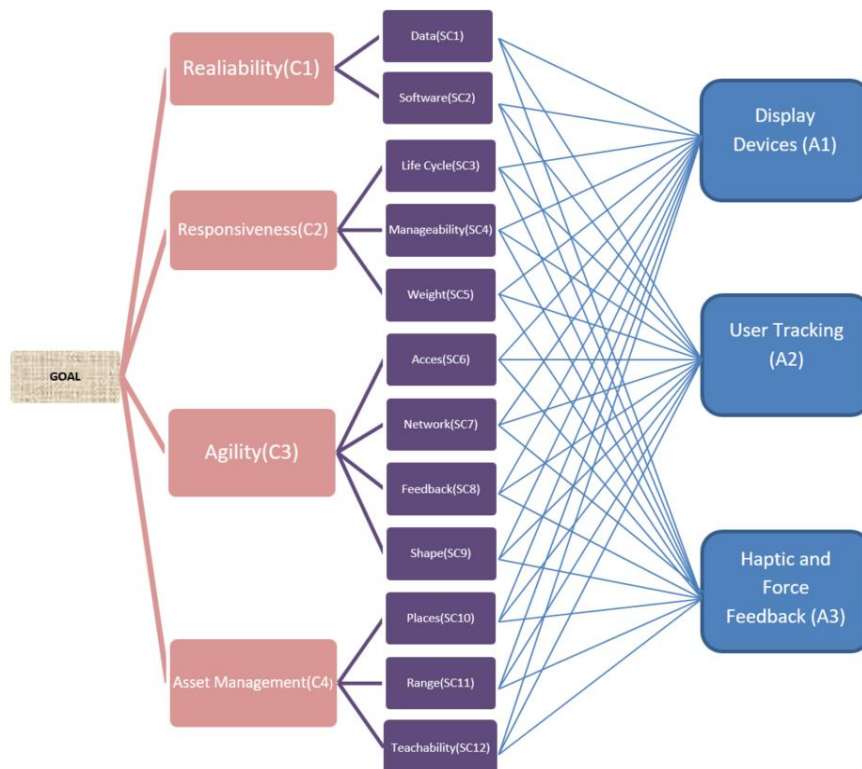 GOAL
Realiability(C1)
Responsiveness(C2)
Agility(C3)
Asset Management(C4)
Data(SC1)
Software(SC2)
Life Cycle(SC3)
Manageability(SC4)
Weight(SC5)
Acces(SC6)
Network(SC7)
Feedback(SC8)
Shape(SC9)
Places(SC10)
Range(SC11)
Teachability(SC12)
Display
Devices (A1)
User Tracking
(A2)
Haptic and
Force
Feedback (A3)